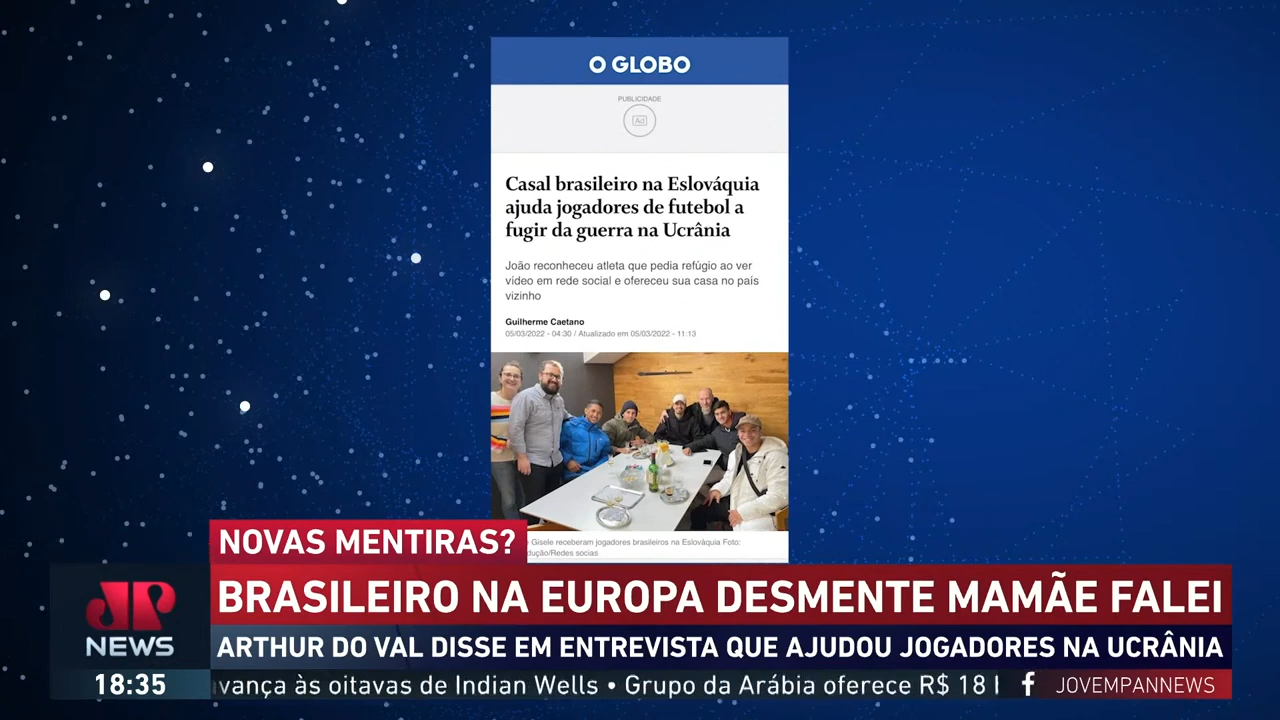 O GLOBO
PUBLICIDADE
Ad
Casal brasileiro na Eslováquia
ajuda jogadores de futebol a
fugir da guerra na Ucrânia
João reconheceu atleta que pedia refúgio ao ver
vídeo em rede social e ofereceu sua casa no país
vizinho
Guilherme Caetano
05/03/2022 - 04:30 / Atualizado em 05/03/2022 - 11:13
Gisele receberam jogadores brasileiros na Eslováquia Foto:
socias
NOVAS MENTIRAS?
BRASILEIRO NA EUROPA DESMENTE MAMÃE FALEI
ARTHUR DO VAL DISSE EM ENTREVISTA QUE AJUDOU JOGADORES NA UCRÂNIA
JP
NEWS
18:35
às oitavas de Indian Wells • Grupo da Arábia oferece R$ 18
JOVEMPANNEWS